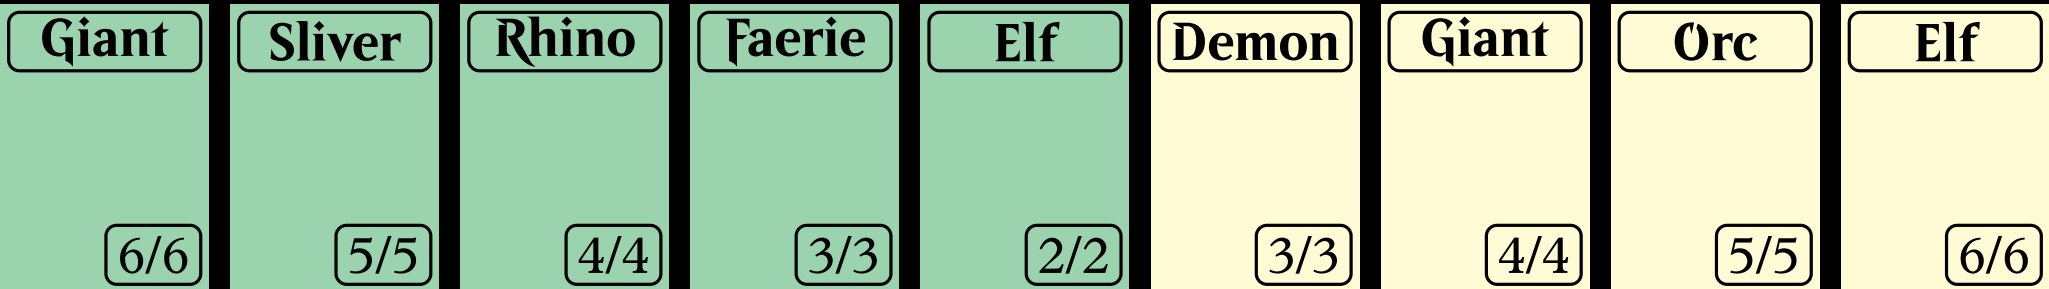 Giant
Sliver
Rhino
Faerie
Elf
Demon
Giant
Orc
Elf
6/6
5/5
4/4
3/3
2/2
3/3
4/4
5/5
6/6